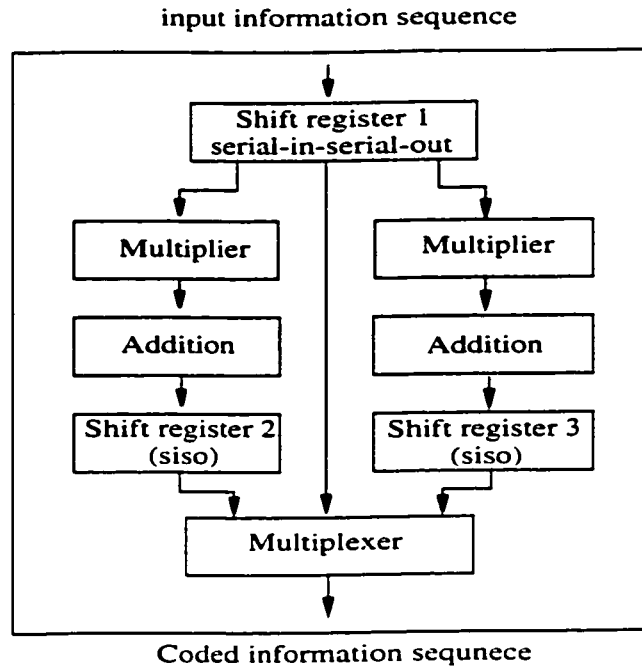 input information sequence
Shift register 1
serial-in-serial-out
Multiplier
Multiplier
Addition
Addition
Shift register 2
(siso)
Shift register 3
(siso)
Multiplexer
Coded information sequnece